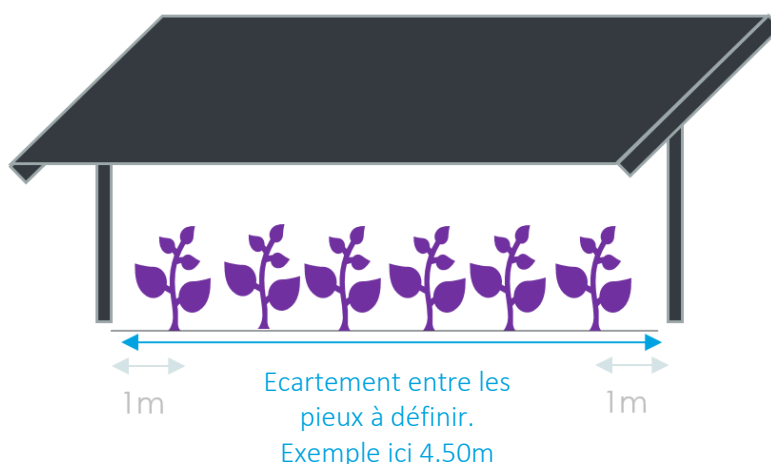 1m
1m
Ecartement entre les
pieux à définir.
Exemple ici 4.50m